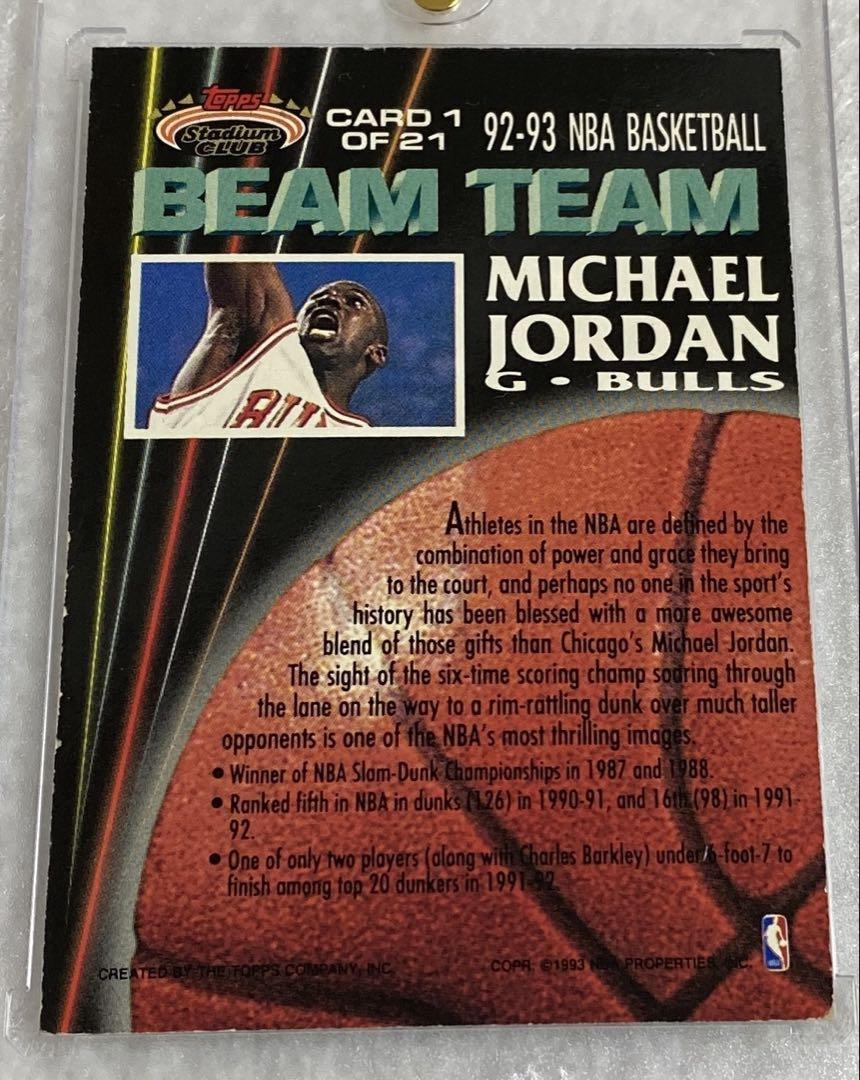 Topps
Stadium
CLUB
CARD 1
OF 21
92-93 NBA BASKETBALL
BEAM TEAM
MICHAEL
JORDAN
G • BULLS
BUL
Athletes in the NBA are defined by the
combination of power and grace they bring
to the court, and perhaps no one in the sport's
history has been blessed with a more awesome
blend of those gifts than Chicago's Michael Jordan.
The sight of the six-time scoring champ soaring through
the lane on the way to a rim-rattling dunk over much taller
opponents is one of the NBA's most thrilling images.
• Winner of NBA Slam-Dunk Championships in 1987 and 1988.
• Ranked fifth in NBA in dunks (126) in 1990-91, and 16th (98) in 1991-
92.
• One of only two players (along with Charles Barkley) under 6-foot-7 to
finish among top 20 dunkers in 1991-92.
CREATED BY THE TOPPS COMPANY, INC.
COPR. ©1993 NBA PROPERTIES, INC.